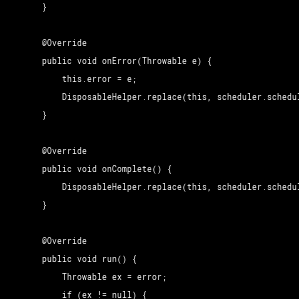 }
@Override
public void onError(Throwable e) {
this.error = e;
DisposableHelper.replace(this, scheduler.schedul
}
@Override
public void onComplete() {
DisposableHelper.replace(this, scheduler.schedul
}
@Override
public void run() {
Throwable ex = error;
if (ex != null) {